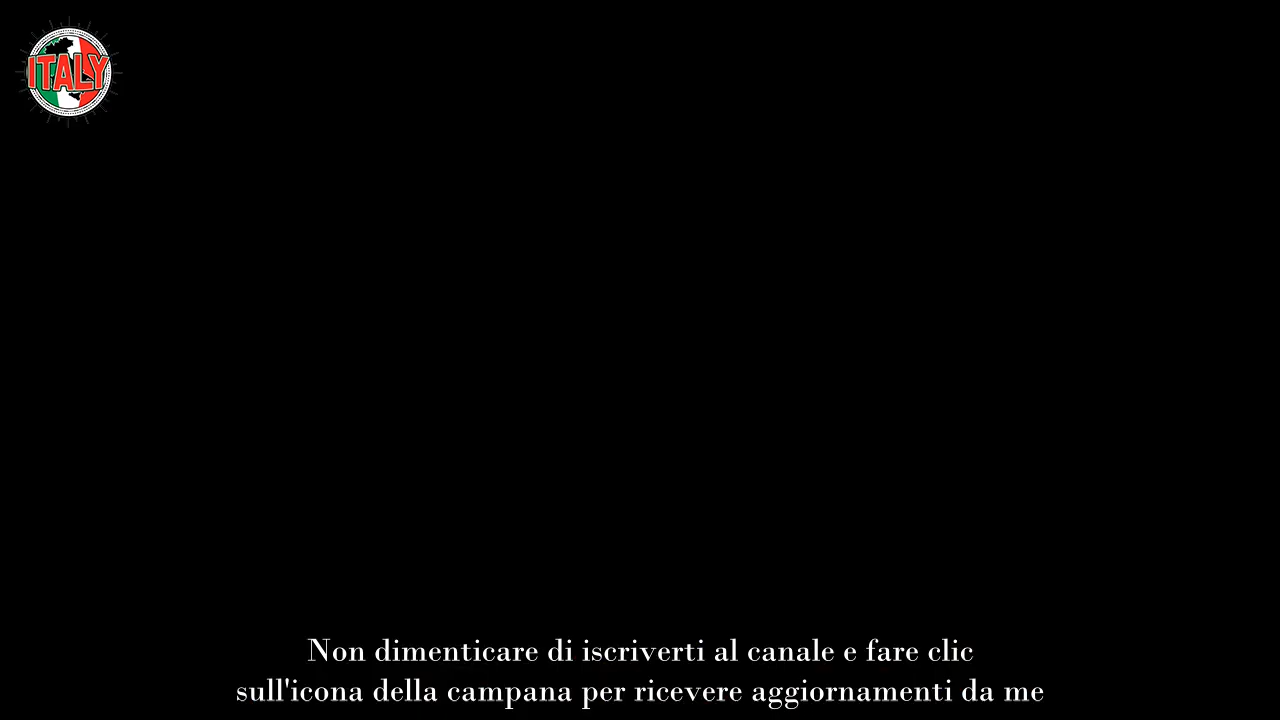 ITALY
Non dimenticare di iscriverti al canale e fare clic
sull'icona della campana per ricevere aggiornamenti da me